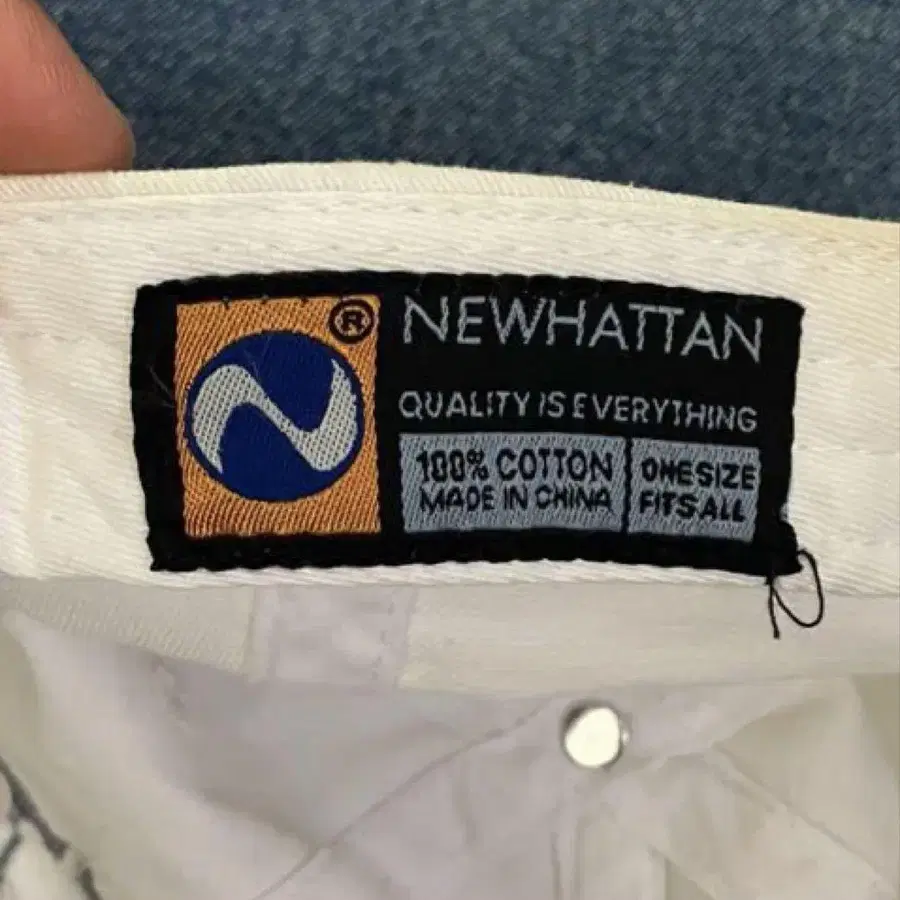 ®
NEWHATTAN
QUALITY IS EVERYTHING
100% COTTON
MADE IN CHINA
ONE SIZE
FITS ALL